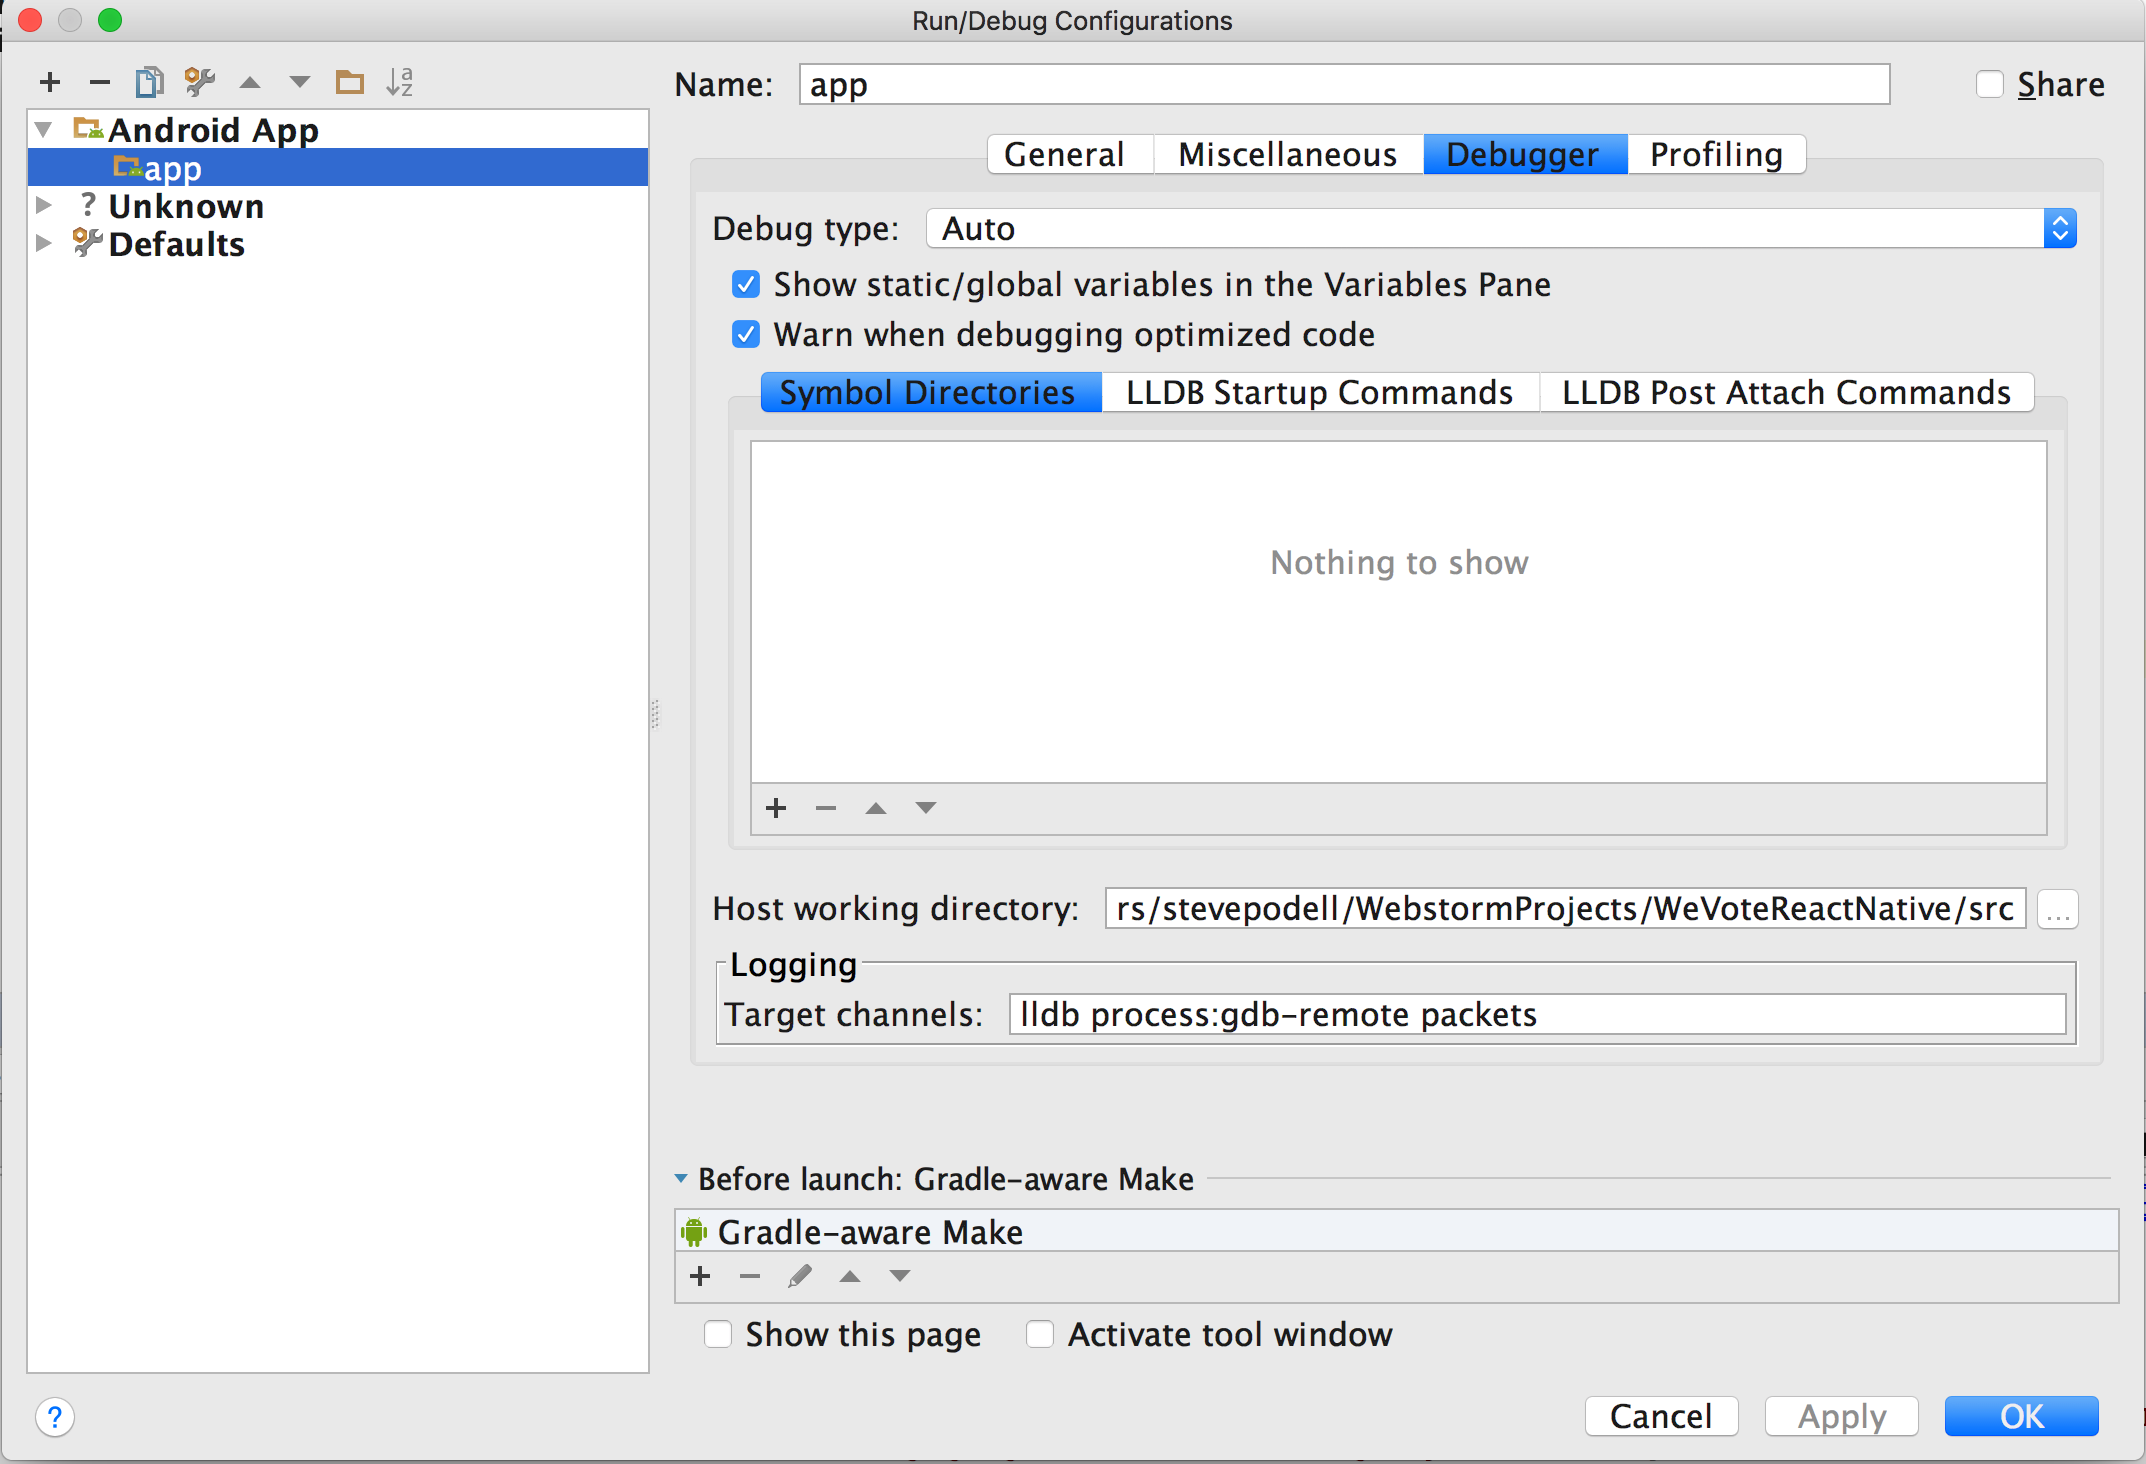 Run/Debug Configurations
Name: app Share
Android App
app
Unknown
Defaults
General Miscellaneous Debugger Profiling
Debug type: Auto
Show static/global variables in the Variables Pane
Warn when debugging optimized code
Symbol Directories LLDB Startup Commands LLDB Post Attach Commands
Nothing to show
Host working directory: rs/stevepodell/WebstormProjects/WeVoteReactNative/src ...
Logging
Target channels: lldb process:gdb-remote packets
Before launch: Gradle-aware Make
Gradle-aware Make
Show this page Activate tool window
? Cancel Apply OK